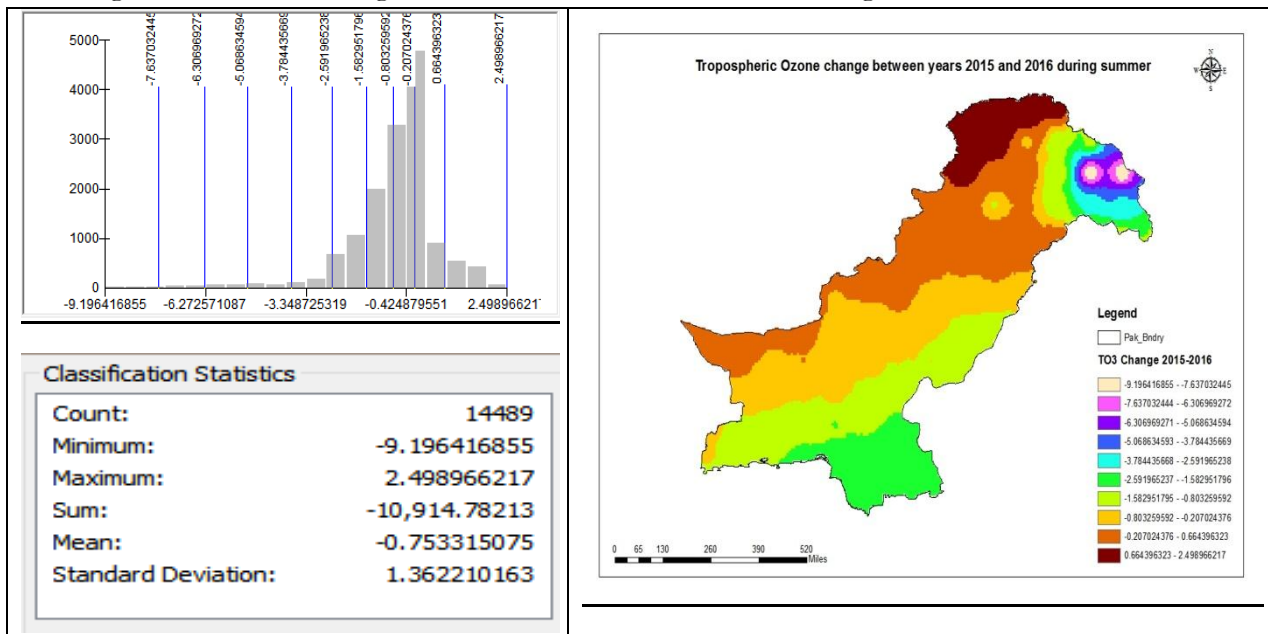 -7.637032445
-6.306969272
-5.068634594
-3.784435669
-2.591965238
-1.582951796
-0.803259592
-0.207024376
0.664396323
2.498966217
5000
4000
3000
2000
1000
0
-9.196416855 -6.272571087 -3.348725319 -0.424879551 2.49896621
Classification Statistics
Count: 14489
Minimum: -9.196416855
Maximum: 2.498966217
Sum: -10,914.78213
Mean: -0.753315075
Standard Deviation: 1.362210163
Tropospheric Ozone change between years 2015 and 2016 during summer
N
W E
S
Legend
Pak_Bndry
TO3 Change 2015-2016
-9.196416855 - -7.637032445
-7.637032444 - -6.306969272
-6.306969271 - -5.068634594
-5.068634593 - -3.784435669
-3.784435668 - -2.591965238
-2.591965237 - -1.582951796
-1.582951795 - -0.803259592
-0.803259592 - -0.207024376
-0.207024376 - 0.664396323
0.664396323 - 2.498966217
0 65 130 260 390 520
Miles